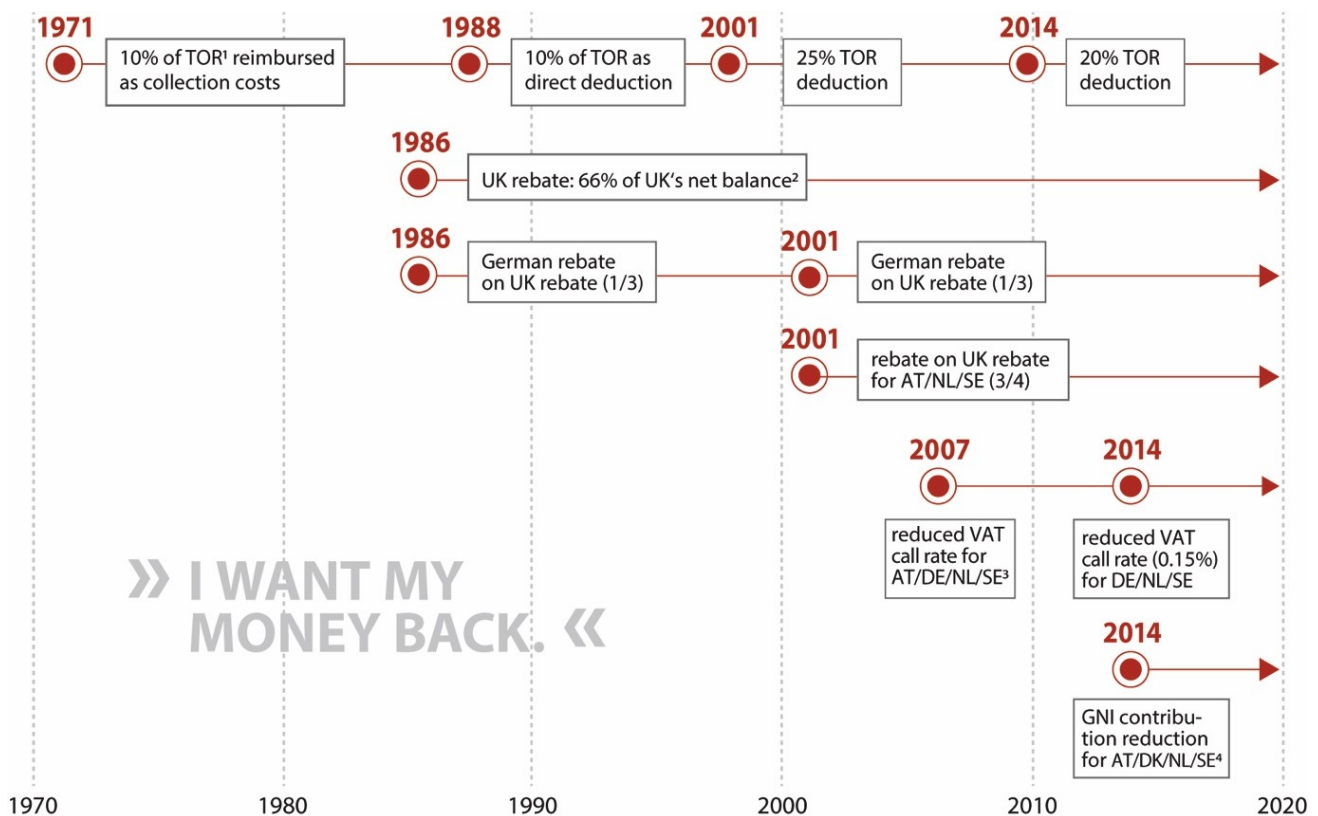 1971
10% of TOR¹ reimbursed
as collection costs
1988
10% of TOR as
direct deduction
2001
25% TOR
deduction
2014
20% TOR
deduction
1986
UK rebate: 66% of UK‘s net balance²
1986
German rebate
on UK rebate (1/3)
2001
German rebate
on UK rebate (1/3)
2001
rebate on UK rebate
for AT/NL/SE (3/4)
2007
reduced VAT
call rate for
AT/DE/NL/SE³
2014
reduced VAT
call rate (0.15%)
for DE/NL/SE
» I WANT MY
MONEY BACK. «
2014
GNI contribu-
tion reduction
for AT/DK/NL/SE⁴
1970 1980 1990 2000 2010 2020